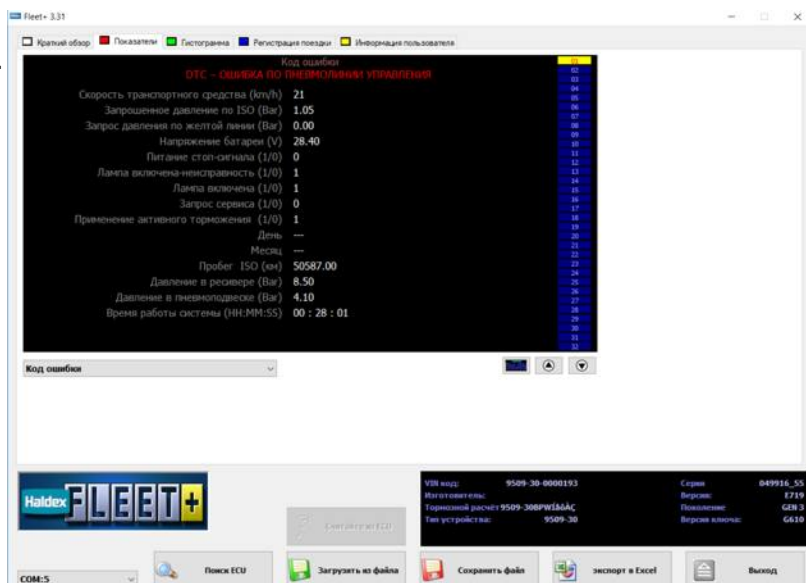 Fleet+ 3.31
Краткий обзор Показатели Гистограмма Регистрация поездки Информация пользователя
Код ошибки
DTC – ОШИБКА ПО ПНЕВМОЛИНИИ УПРАВЛЕНИЯ
Скорость транспортного средства (km/h) 21
Запрошенное давление по ISO (Bar) 1.05
Запрос давления по желтой линии (Bar) 0.00
Напряжение батареи (V) 28.40
Питание стоп-сигнала (1/0) 0
Лампа включена-неисправность (1/0) 1
Лампа включена (1/0) 1
Запрос сервиса (1/0) 0
Применение активного торможения (1/0) 1
День ---
Месяц ---
Пробег ISO (км) 50587.00
Давление в ресивере (Bar) 8.50
Давление в пневмоподвеске (Bar) 4.10
Время работы системы (HH:MM:SS) 00 : 28 : 01
01
02
03
04
05
06
07
08
09
10
11
12
13
14
15
16
17
18
19
20
21
22
23
24
25
26
27
28
29
30
31
32
Код ошибки
Haldex FLEET+
VIN код: 9509-30-0000193 Серия 049916_55
Изготовитель: Версия: E719
Тормозной расчёт 9509-30BPWÍâôÀÇ Поколение GEN 3
Тип устройства: 9509-30 Версия ключа: G610
COM:5
Поиск ECU
Загрузить из файла
Сохранить файл
экспорт в Excel
Выход